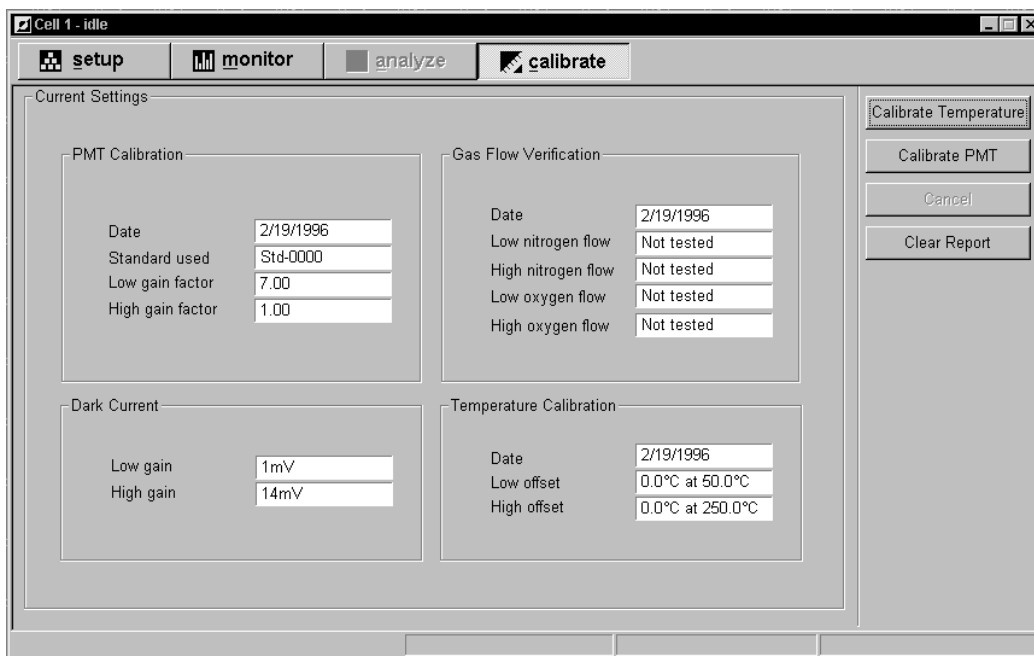 Cell 1 - idle
setup
monitor
analyze
calibrate
Current Settings
PMT Calibration
Date 2/19/1996
Standard used Std-0000
Low gain factor 7.00
High gain factor 1.00
Gas Flow Verification
Date 2/19/1996
Low nitrogen flow Not tested
High nitrogen flow Not tested
Low oxygen flow Not tested
High oxygen flow Not tested
Dark Current
Low gain 1mV
High gain 14mV
Temperature Calibration
Date 2/19/1996
Low offset 0.0°C at 50.0°C
High offset 0.0°C at 250.0°C
Calibrate Temperature
Calibrate PMT
Cancel
Clear Report